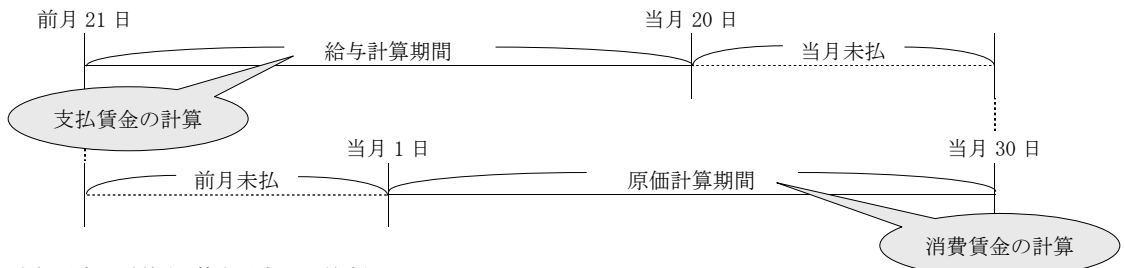 前月 21 日
当月 20 日
給与計算期間
当月未払
支払賃金の計算
当月 1 日
当月 30 日
前月未払
原価計算期間
消費賃金の計算